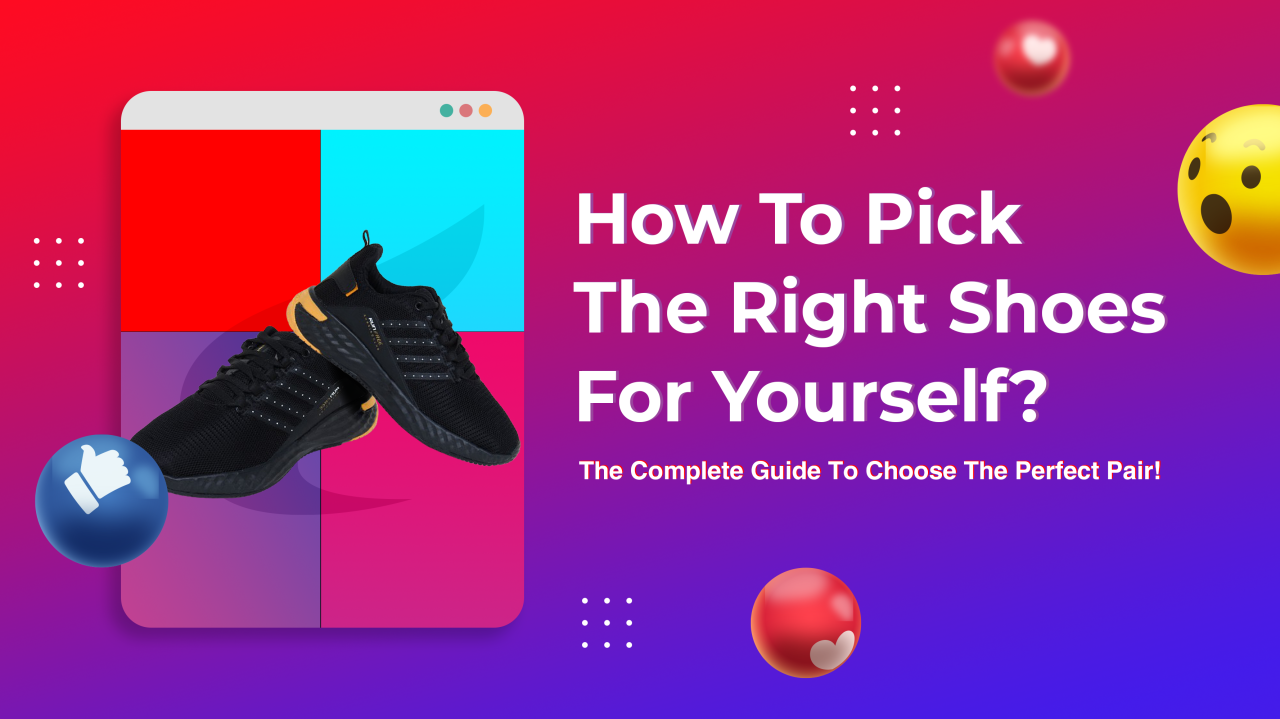 How To Pick
The Right Shoes
For Yourself?
The Complete Guide To Choose The Perfect Pair!